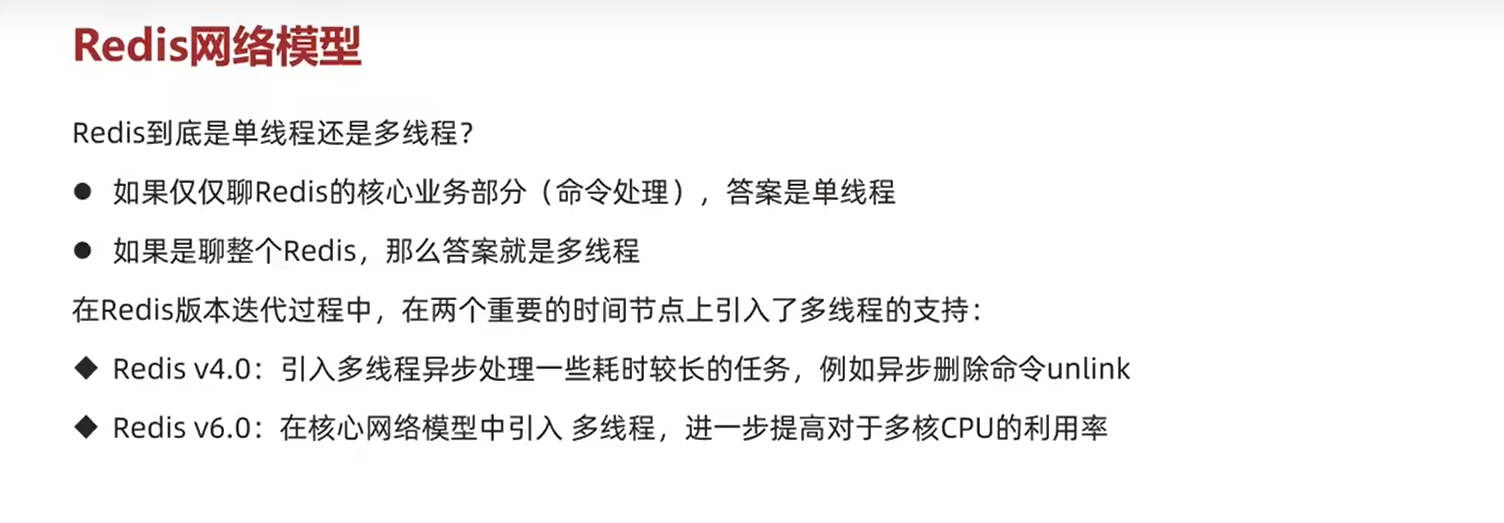 Redis网络模型
Redis到底是单线程还是多线程？
● 如果仅仅聊Redis的核心业务部分（命令处理），答案是单线程
● 如果是聊整个Redis，那么答案就是多线程
在Redis版本迭代过程中，在两个重要的时间节点上引入了多线程的支持：
◆ Redis v4.0：引入多线程异步处理一些耗时较长的任务，例如异步删除命令unlink
◆ Redis v6.0：在核心网络模型中引入 多线程，进一步提高对于多核CPU的利用率